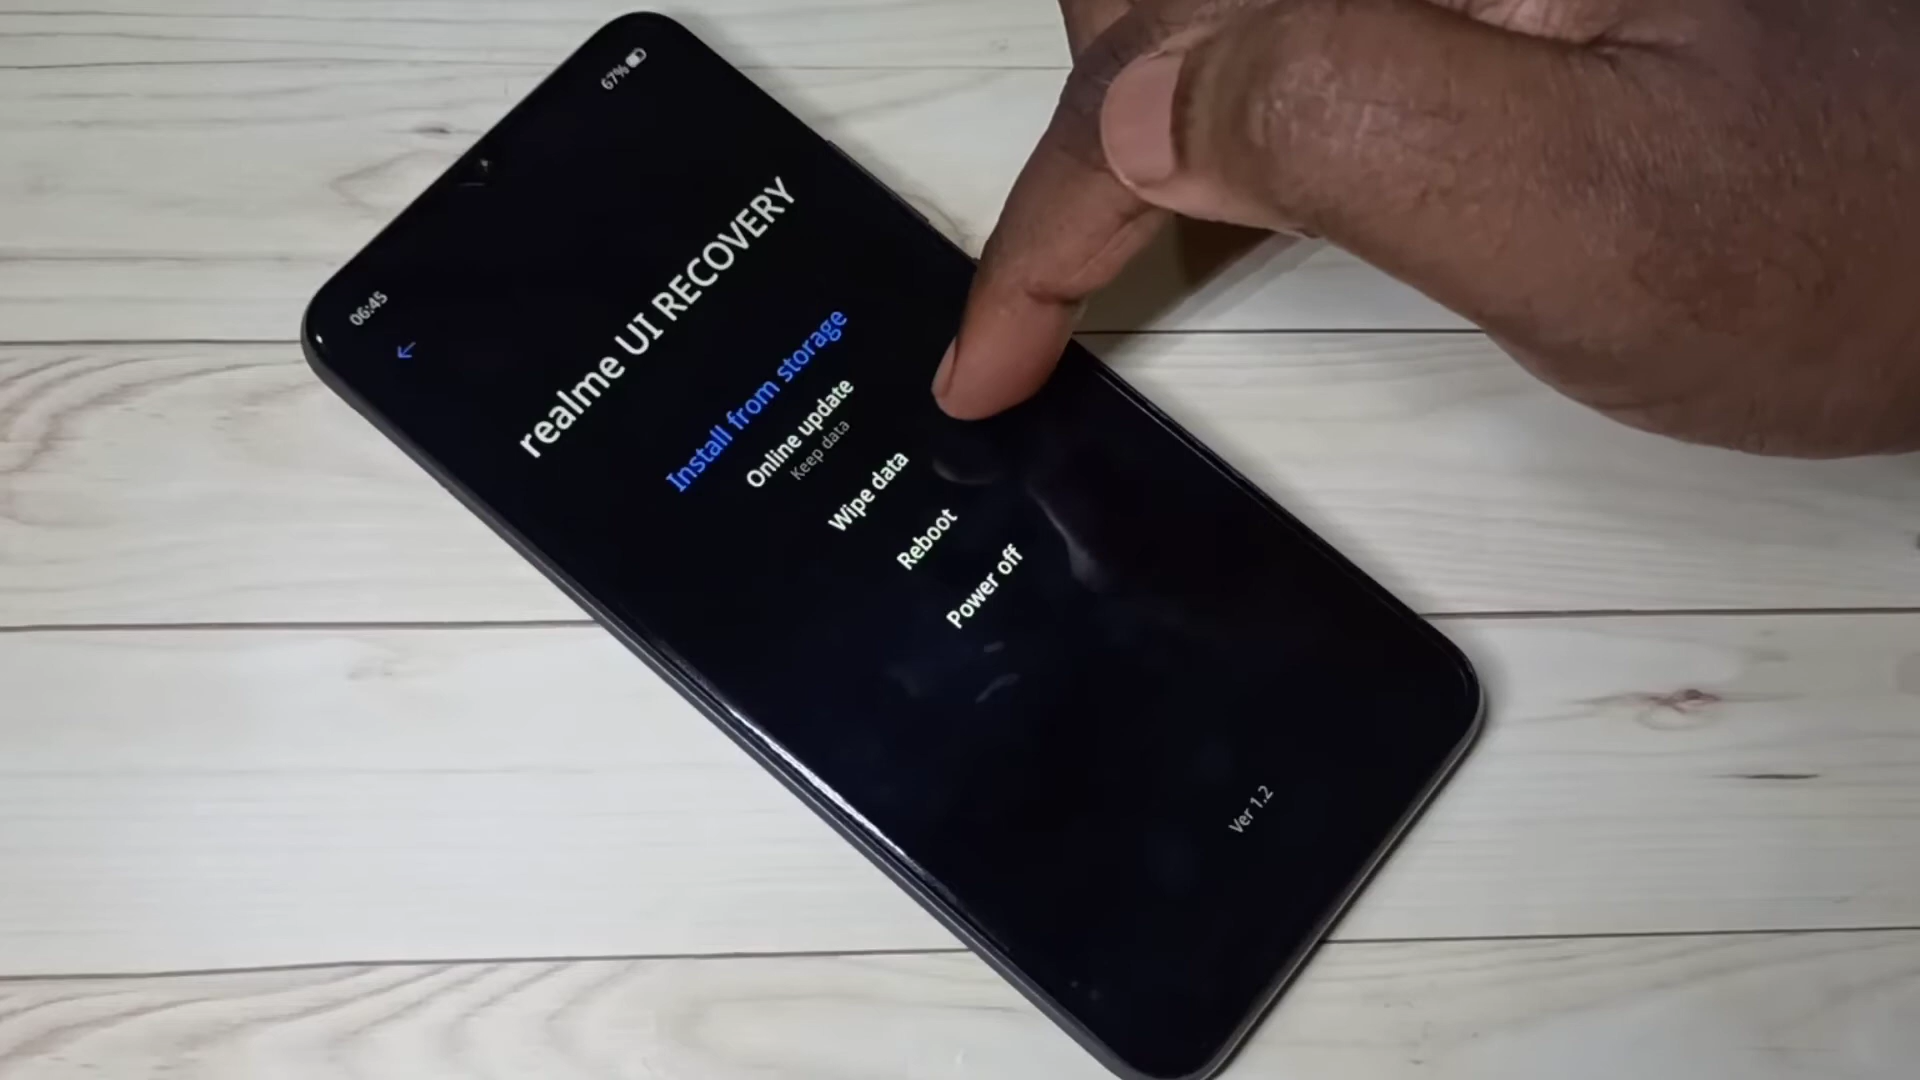 06:45
67%
←
realme UI RECOVERY
Install from storage
Online update
Keep data
Wipe data
Reboot
Power off
Ver 1.2